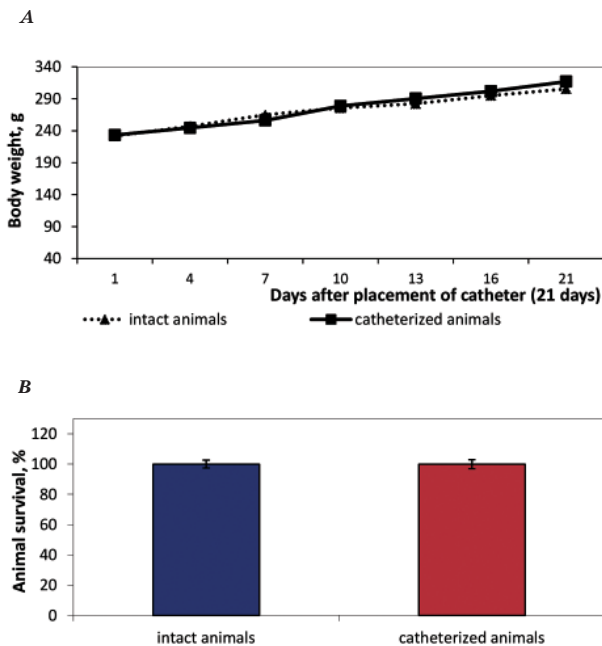 A
Body weight, g
340
290
240
190
140
90
40
1 4 7 10 13 16 21
Days after placement of catheter (21 days)
intact animals catheterized animals
B
Animal survival, %
120
100
80
60
40
20
0
intact animals catheterized animals